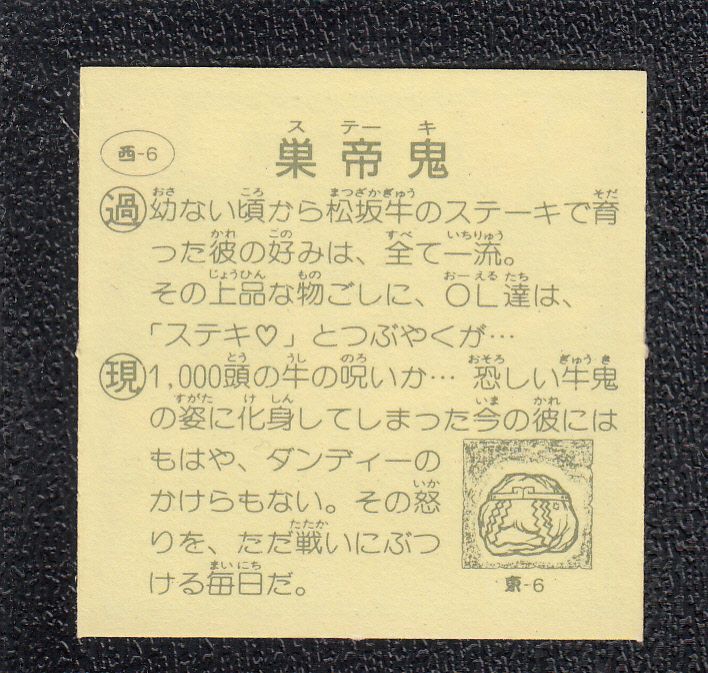 西-6
ステーキ
巣帝鬼
過 幼ない頃から松坂牛のステーキで育
った彼の好みは、全て一流。
その上品な物ごしに、OL達は、
「ステキ♡」とつぶやくが…
現 1,000頭の牛の呪いか… 恐しい牛鬼
の姿に化身してしまった今の彼には
もはや、ダンディーの
かけらもない。その怒
りを、ただ戦いにぶつ
ける毎日だ。
東-6